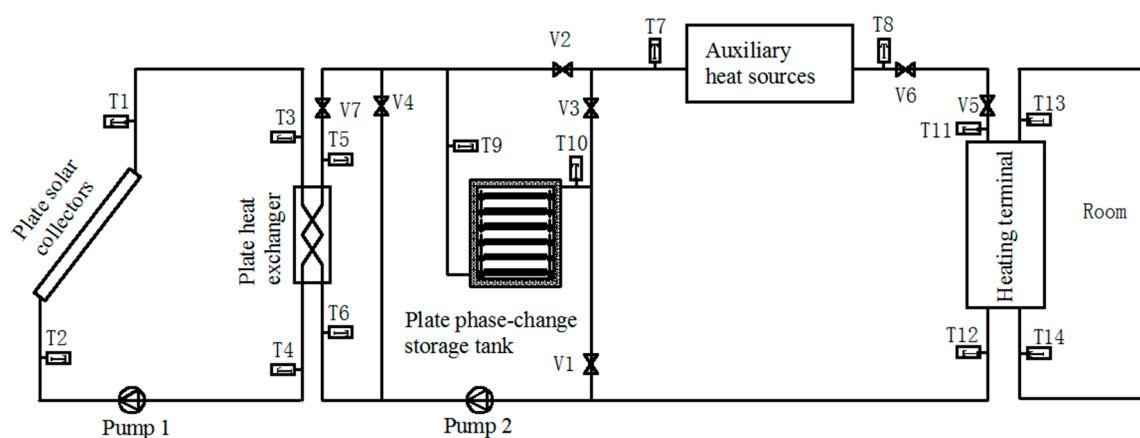 T1
Plate solar
collectors
T2
Pump 1
T3
T4
Plate heat
exchanger
V7
T5
T6
V4
T9
T10
Plate phase-change
storage tank
Pump 2
V2
V3
V1
T7
Auxiliary
heat sources
T8
V6
V5
T11
T13
Heating terminal
Room
T12
T14